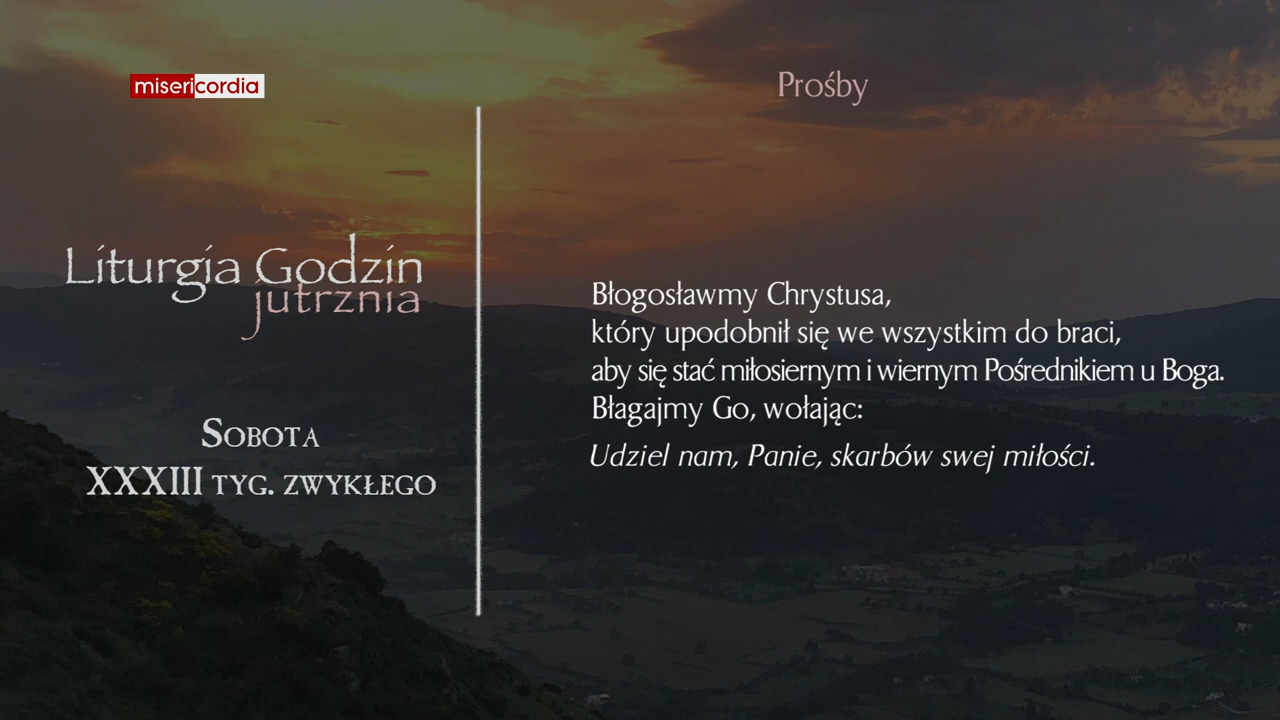 misericordia
Liturgia Godzin
jutrznia
Sobota
XXXIII tyg. zwykłego
Prośby
Błogosławmy Chrystusa,
który upodobnił się we wszystkim do braci,
aby się stać miłosiernym i wiernym Pośrednikiem u Boga.
Błagajmy Go, wołając:
Udziel nam, Panie, skarbów swej miłości.